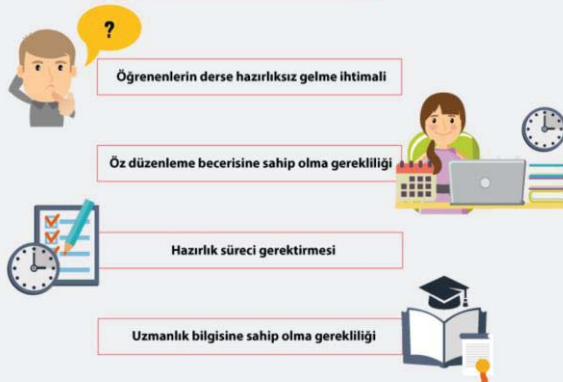 ?
Öğrenenlerin derse hazırlıksız gelme ihtimali
Öz düzenleme becerisine sahip olma gerekliliği
Hazırlık süreci gerektirmesi
Uzmanlık bilgisine sahip olma gerekliliği